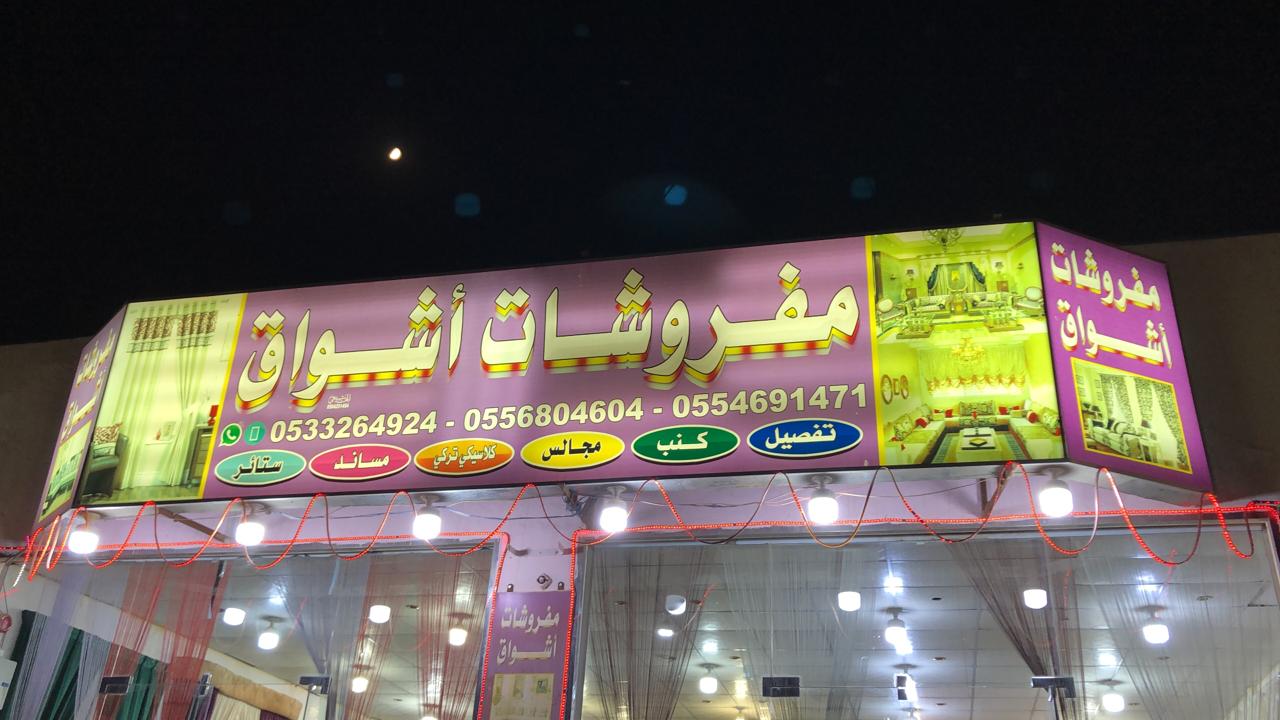 مفروشات أشواق
0533264924 - 0556804604 - 0554691471
تفصيل
كنب
مجالس
كلاسيكي تركي
مساند
ستائر
مفروشات
أشواق
مفروشات
أشواق